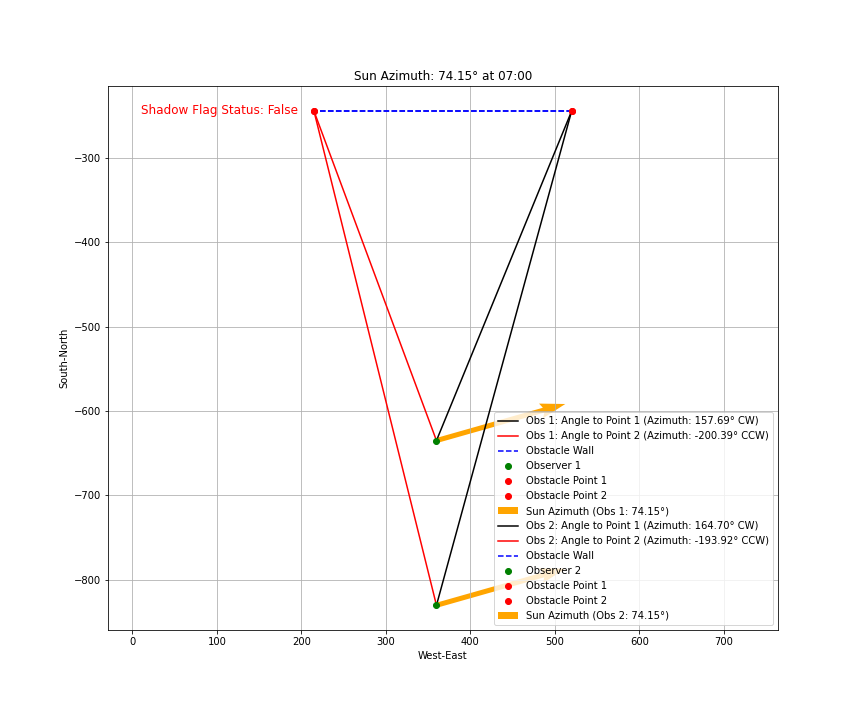 Sun Azimuth: 74.15° at 07:00
Shadow Flag Status: False
−300
−400
−500
−600
−700
−800
South-North
Obs 1: Angle to Point 1 (Azimuth: 157.69° CW)
Obs 1: Angle to Point 2 (Azimuth: -200.39° CCW)
Obstacle Wall
Observer 1
Obstacle Point 1
Obstacle Point 2
Sun Azimuth (Obs 1: 74.15°)
Obs 2: Angle to Point 1 (Azimuth: 164.70° CW)
Obs 2: Angle to Point 2 (Azimuth: -193.92° CCW)
Obstacle Wall
Observer 2
Obstacle Point 1
Obstacle Point 2
Sun Azimuth (Obs 2: 74.15°)
0 100 200 300 400 500 600 700
West-East